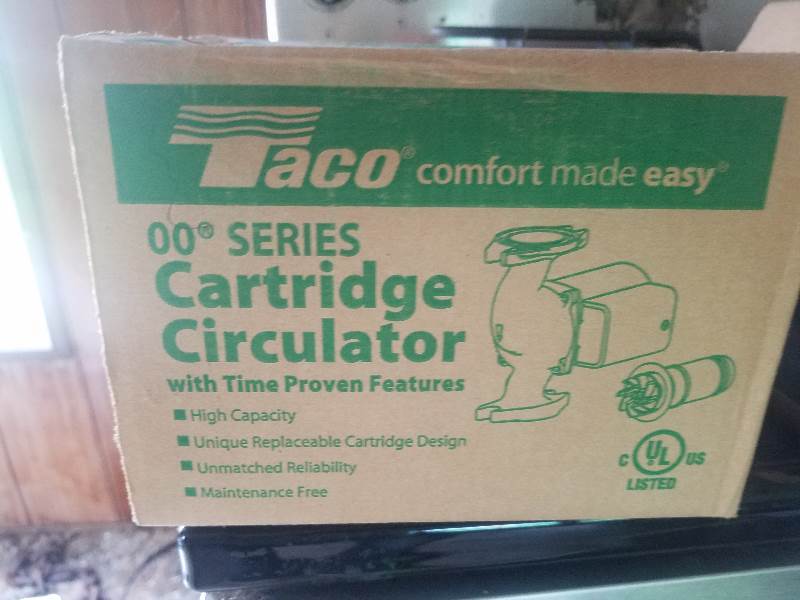 Taco® comfort made easy®
00® SERIES
Cartridge
Circulator
with Time Proven Features
■ High Capacity
■ Unique Replaceable Cartridge Design
■ Unmatched Reliability
■ Maintenance Free
C UL® US
LISTED